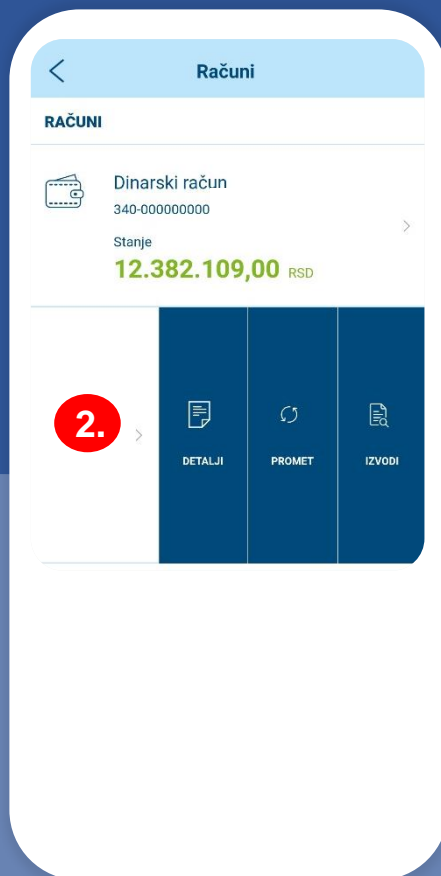 Računi
RAČUNI
Dinarski račun
340-000000000
Stanje
12.382.109,00 RSD
2.
DETALJI
PROMET
IZVODI